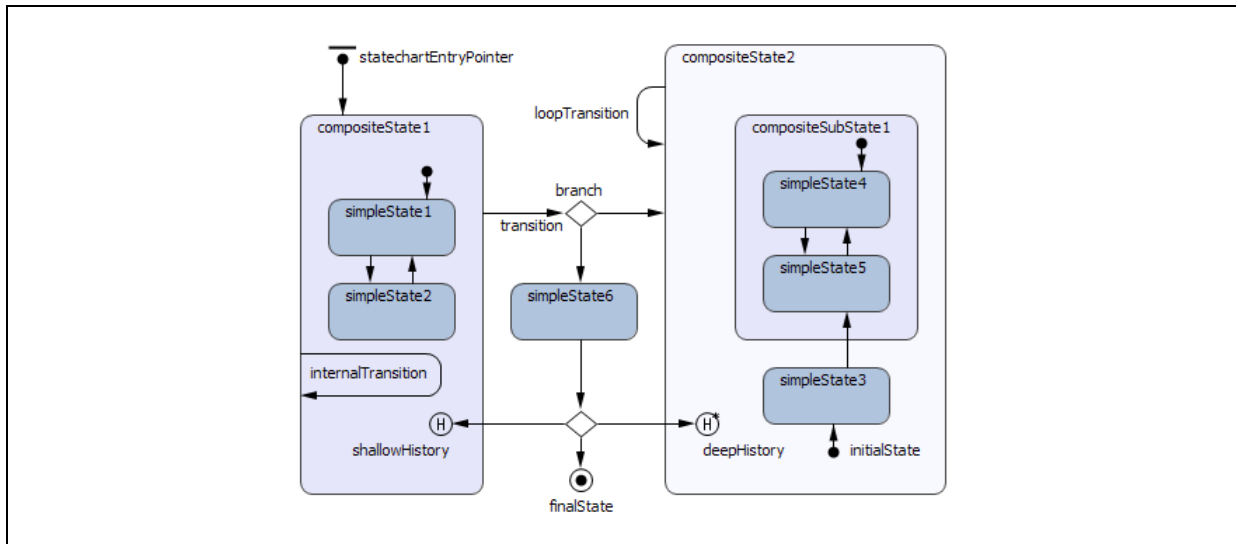 statechartEntryPointer
compositeState2
loopTransition
compositeState1
compositeSubState1
simpleState4
branch
simpleState1
transition
simpleState5
simpleState2
simpleState6
internalTransition
simpleState3
H
H*
shallowHistory
deepHistory
initialState
finalState